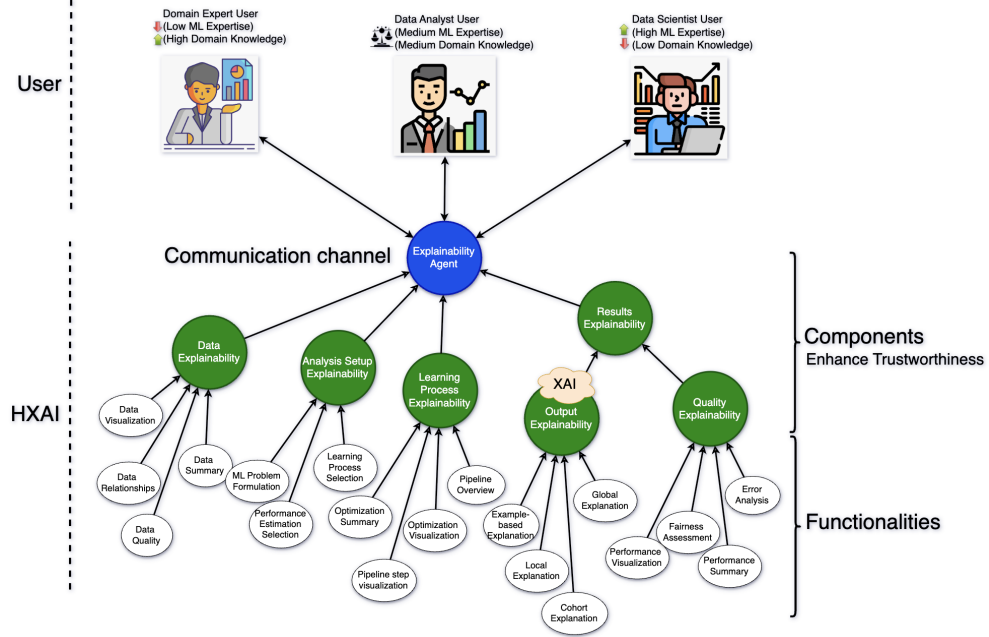 Domain Expert User
(Low ML Expertise)
(High Domain Knowledge)
Data Analyst User
(Medium ML Expertise)
(Medium Domain Knowledge)
Data Scientist User
(High ML Expertise)
(Low Domain Knowledge)
User
Communication channel
Explainability
Agent
HXAI
Data
Explainability
Analysis Setup
Explainability
Learning
Process
Explainability
Results
Explainability
XAI
Output
Explainability
Quality
Explainability
Components
Enhance Trustworthiness
Data
Visualization
Data
Relationships
Data
Quality
Data
Summary
ML Problem
Formulation
Performance
Estimation
Selection
Learning
Process
Selection
Optimization
Summary
Pipeline step
visualization
Optimization
Visualization
Pipeline
Overview
Example-
based
Explanation
Local
Explanation
Cohort
Explanation
Global
Explanation
Performance
Visualization
Fairness
Assessment
Performance
Summary
Error
Analysis
Functionalities